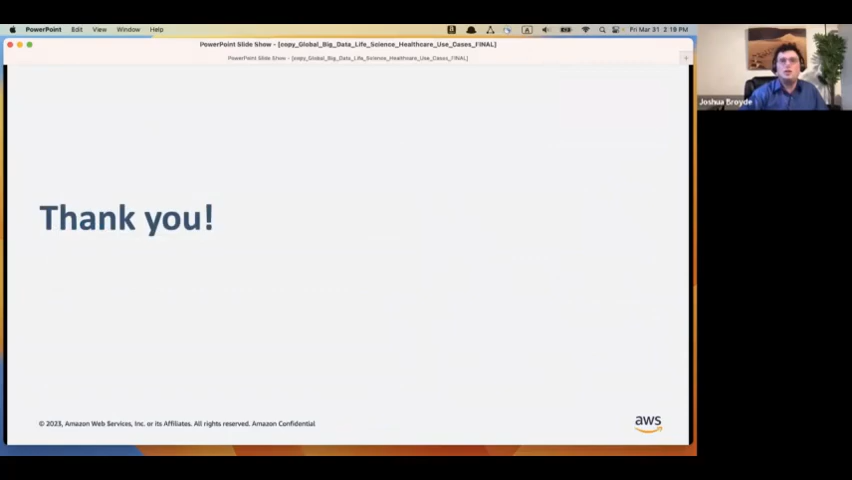 PowerPoint Edit View Window Help
Fri Mar 31 2:19 PM
PowerPoint Slide Show - [copy_Global_Big_Data_Life_Science_Healthcare_Use_Cases_FINAL]
PowerPoint Slide Show - [copy_Global_Big_Data_Life_Science_Healthcare_Use_Cases_FINAL]
Joshua Broyde
Thank you!
© 2023, Amazon Web Services, Inc. or its Affiliates. All rights reserved. Amazon Confidential
aws